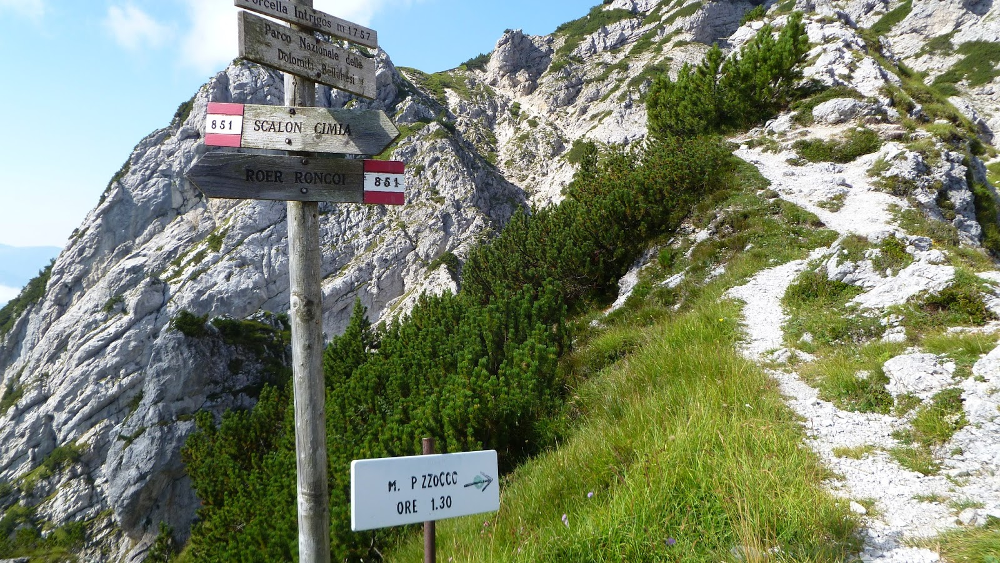 Forcella Intrigos m 1757
Parco Nazionale delle
Dolomiti Bellunesi
851 SCALON CIMIA
ROER RONCOI 851
M. P ZZOCCO
ORE 1.30